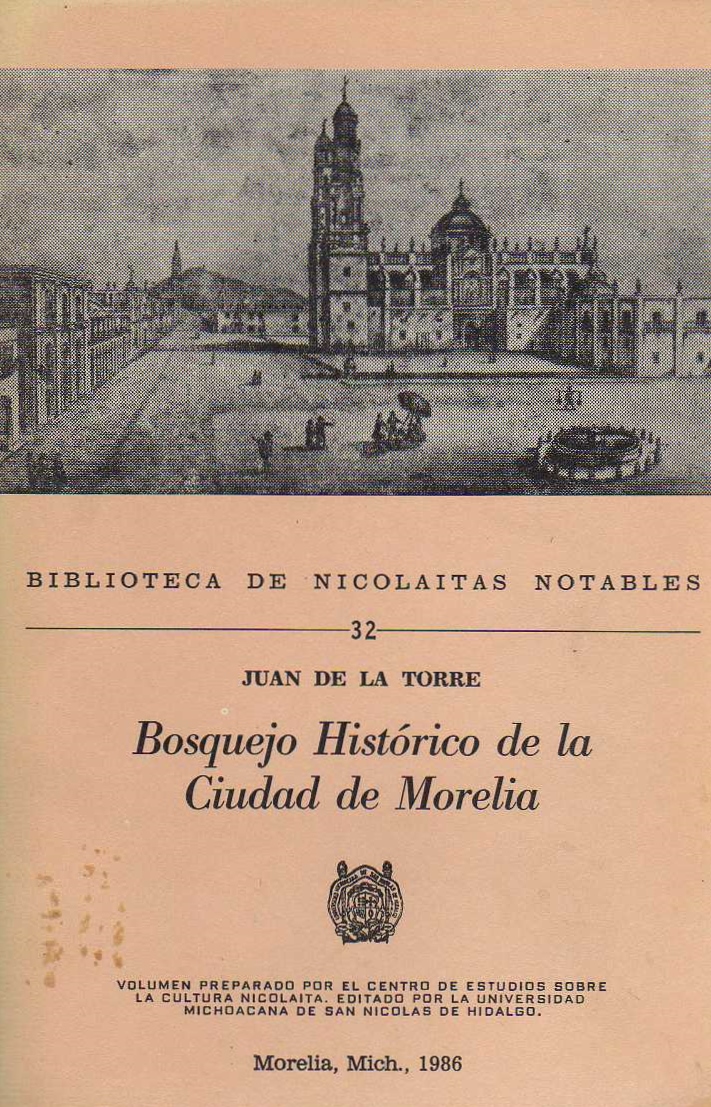 BIBLIOTECA DE NICOLAITAS NOTABLES
32
JUAN DE LA TORRE
Bosquejo Histórico de la
Ciudad de Morelia
VOLUMEN PREPARADO POR EL CENTRO DE ESTUDIOS SOBRE
LA CULTURA NICOLAITA. EDITADO POR LA UNIVERSIDAD
MICHOACANA DE SAN NICOLAS DE HIDALGO.
Morelia, Mich., 1986